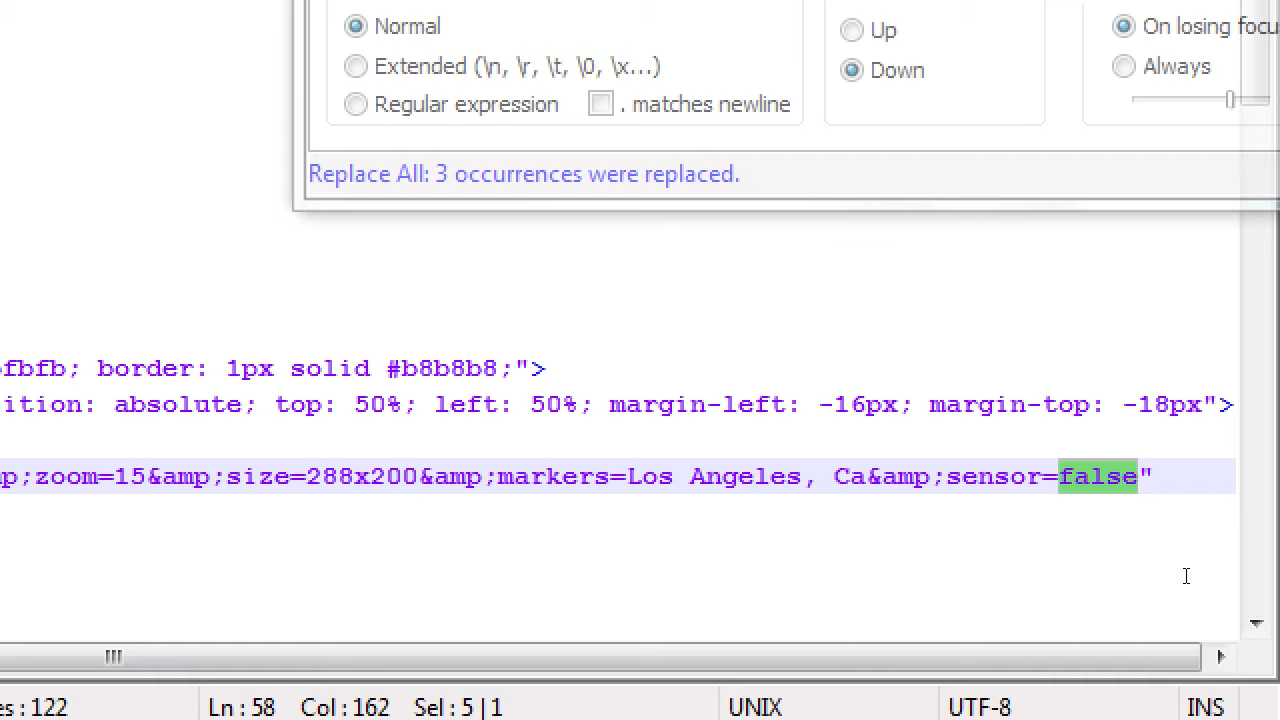 Normal
Up
On losing focu
Extended (\n, \r, \t, \0, \x...)
Down
Always
Regular expression
. matches newline
Replace All: 3 occurrences were replaced.
fbfb; border: 1px solid #b8b8b8;">
ition: absolute; top: 50%; left: 50%; margin-left: -16px; margin-top: -18px">
p;zoom=15&amp;size=288x200&amp;markers=Los Angeles, Ca&amp;sensor=false"
es : 122 Ln : 58 Col : 162 Sel : 5 | 1 UNIX UTF-8 INS